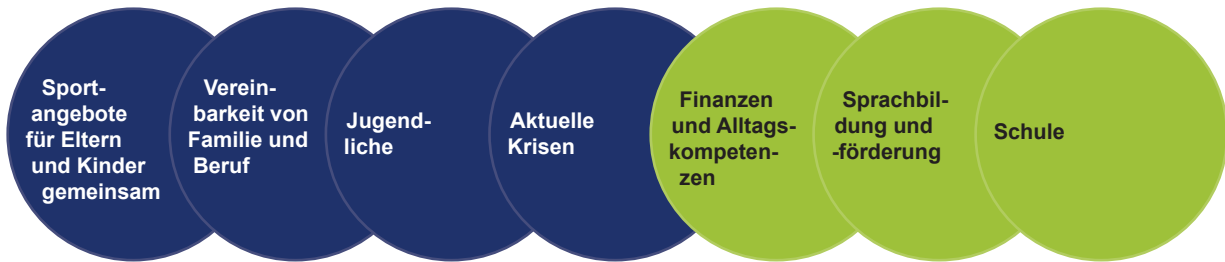 Sport-
angebote
für Eltern
und Kinder
gemeinsam
Verein-
barkeit von
Familie und
Beruf
Jugend-
liche
Aktuelle
Krisen
Finanzen
und Alltags-
kompeten-
zen
Sprachbil-
dung und
-förderung
Schule